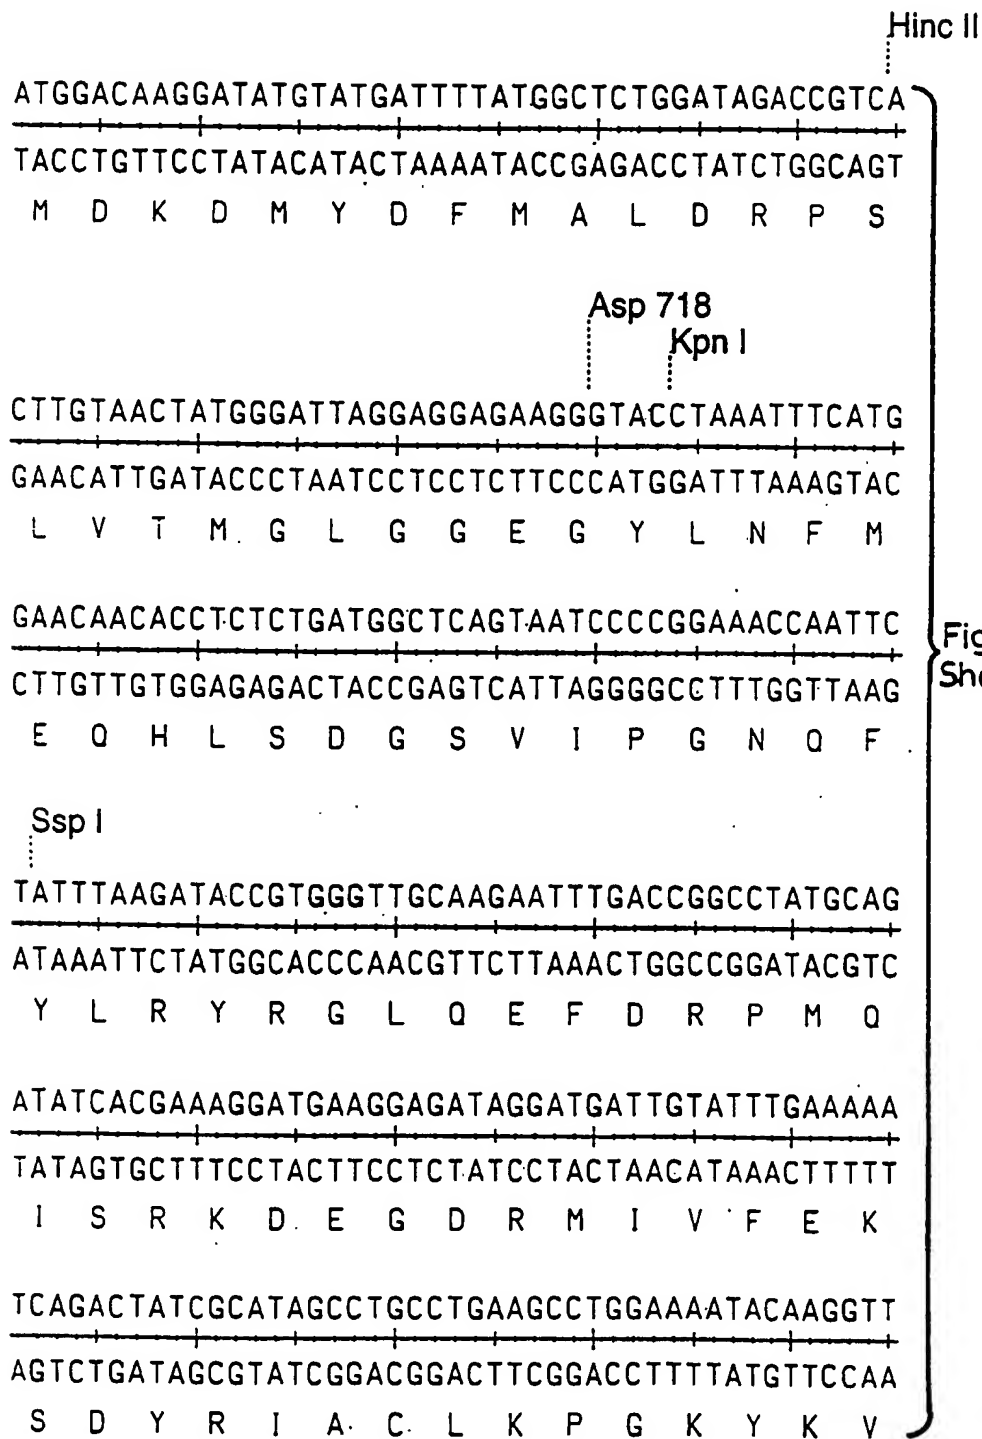 Hinc II
ATGGACAAGGATATGTATGATTTTATGGCTCTGGATAGACCGTCA
TACCTGTTCCTATACATACTAAAATACCGAGACCTATCTGGCAGT
M D K D M Y D F M A L D R P S
Asp 718
Kpn I
CTTGTAACTATGGGATTAGGAGGAGAAGGGTACCTAAATTTCATG
GAACATTGATACCCTAATCCTCCTCTTCCCATGGATTTAAAGTAC
L V T M G L G G E G Y L N F M
GAACAACACCTCTCTGATGGCTCAGTAATCCCCGGAAACCAATTC
CTTGTTGTGGAGAGACTACCGAGTCATTAGGGGCCTTTGGTTAAG
E Q H L S D G S V I P G N Q F
Ssp I
TATTTAAGATACCGTGGGTTGCAAGAATTTGACCGGCCTATGCAG
ATAAATTCTATGGCACCCAACGTTCTTAAACTGGCCGGATACGTC
Y L R Y R G L Q E F D R P M Q
ATATCACGAAAGGATGAAGGAGATAGGATGATTGTATTTGAAAAA
TATAGTGCTTTCCTACTTCCTCTATCCTACTAACATAAACTTTTT
I S R K D E G D R M I V F E K
TCAGACTATCGCATAGCCTGCCTGAAGCCTGGAAAATACAAGGTT
AGTCTGATAGCGTATCGGACGGACTTCGGACCTTTTATGTTCCAA
S D Y R I A C L K P G K Y K V